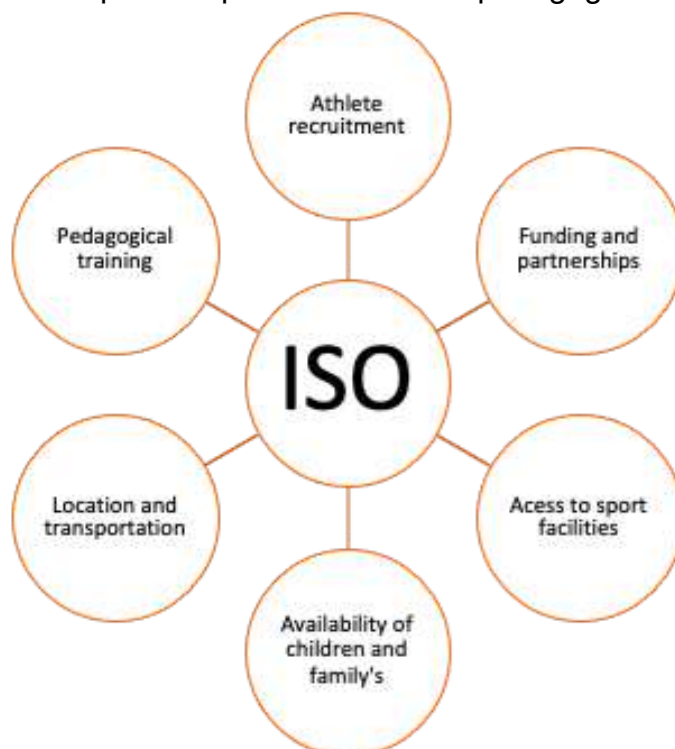 Athlete
recruitment
Pedagogical
training
Funding and
partnerships
ISO
Location and
transportation
Acess to sport
facilities
Availability of
children and
family's